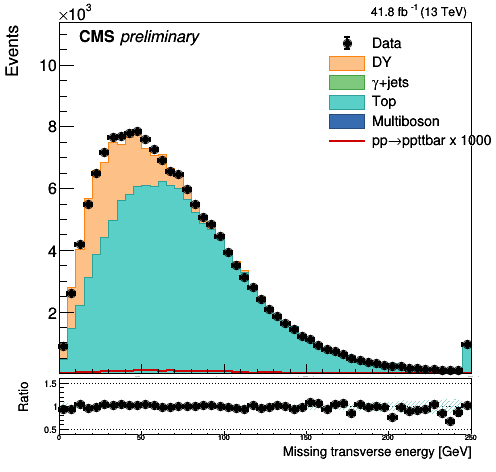 ×10³
41.8 fb⁻¹ (13 TeV)
CMS preliminary
Events
Data
DY
γ+jets
Top
Multiboson
pp→ppttbar x 1000
10
8
6
4
2
Ratio
1.5
1
0.5
0 50 100 150 200 250
Missing transverse energy [GeV]